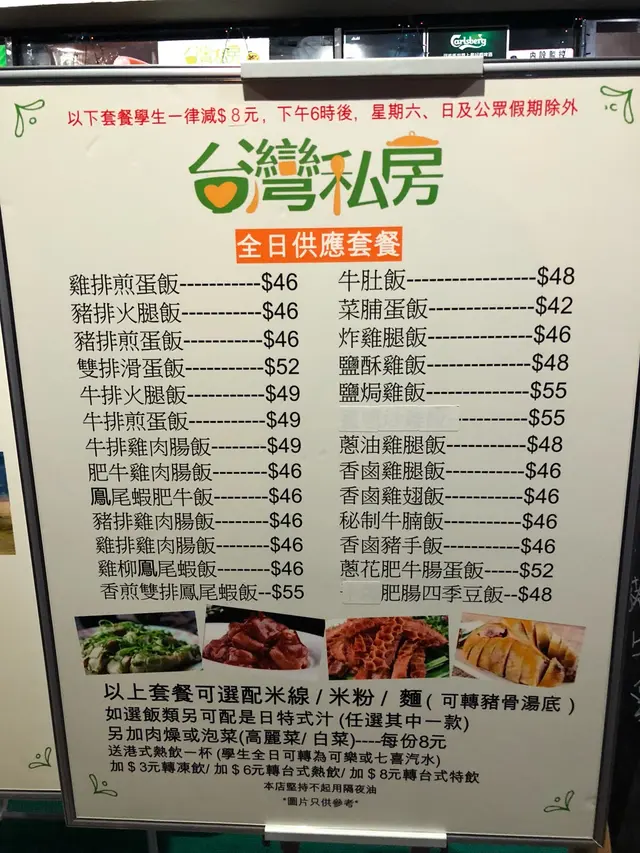 Carlsberg
以下套餐學生一律減$8元，下午6時後，星期六、日及公眾假期除外
台灣私房
全日供應套餐
雞排煎蛋飯-----------$46
豬排火腿飯-----------$46
豬排煎蛋飯-----------$46
雙排滑蛋飯-----------$52
牛排火腿飯----------$49
牛排煎蛋飯----------$49
牛排雞肉腸飯-------$49
肥牛雞肉腸飯-------$46
鳳尾蝦肥牛飯-------$46
豬排雞肉腸飯-------$46
雞排雞肉腸飯-------$46
雞柳鳳尾蝦飯-------$46
香煎雙排鳳尾蝦飯--$55
牛肚飯------------------$48
菜脯蛋飯--------------$42
炸雞腿飯--------------$46
鹽酥雞飯--------------$48
鹽焗雞飯--------------$55
----------$55
蔥油雞腿飯-----------$48
香鹵雞腿飯-----------$46
香鹵雞翅飯-----------$46
秘制牛腩飯-----------$46
香鹵豬手飯-----------$46
蔥花肥牛腸蛋飯-----$52
肥腸四季豆飯--$48
以上套餐可選配米線/米粉/ 麵(可轉豬骨湯底)
如選飯類另可配是日特式汁(任選其中一款)
另加肉燥或泡菜(高麗菜/白菜)----每份8元
送港式熱飲一杯(學生全日可轉為可樂或七喜汽水)
加$3元轉凍飲/加$6元轉台式熱飲/加$8元轉台式特飲
本店堅持不起用隔夜油
*圖片只供參考*